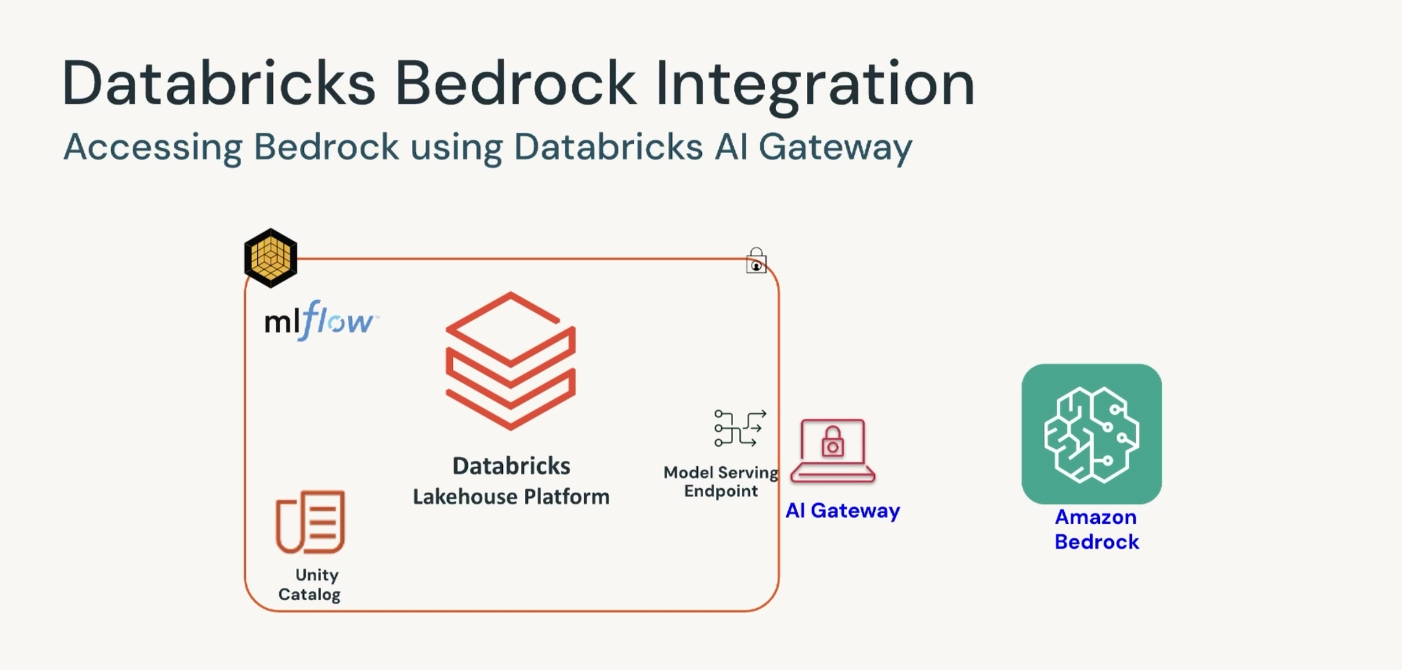 Databricks Bedrock Integration
Accessing Bedrock using Databricks AI Gateway
mlflow™
Databricks
Lakehouse Platform
Model Serving
Endpoint
AI Gateway
Amazon
Bedrock
Unity
Catalog